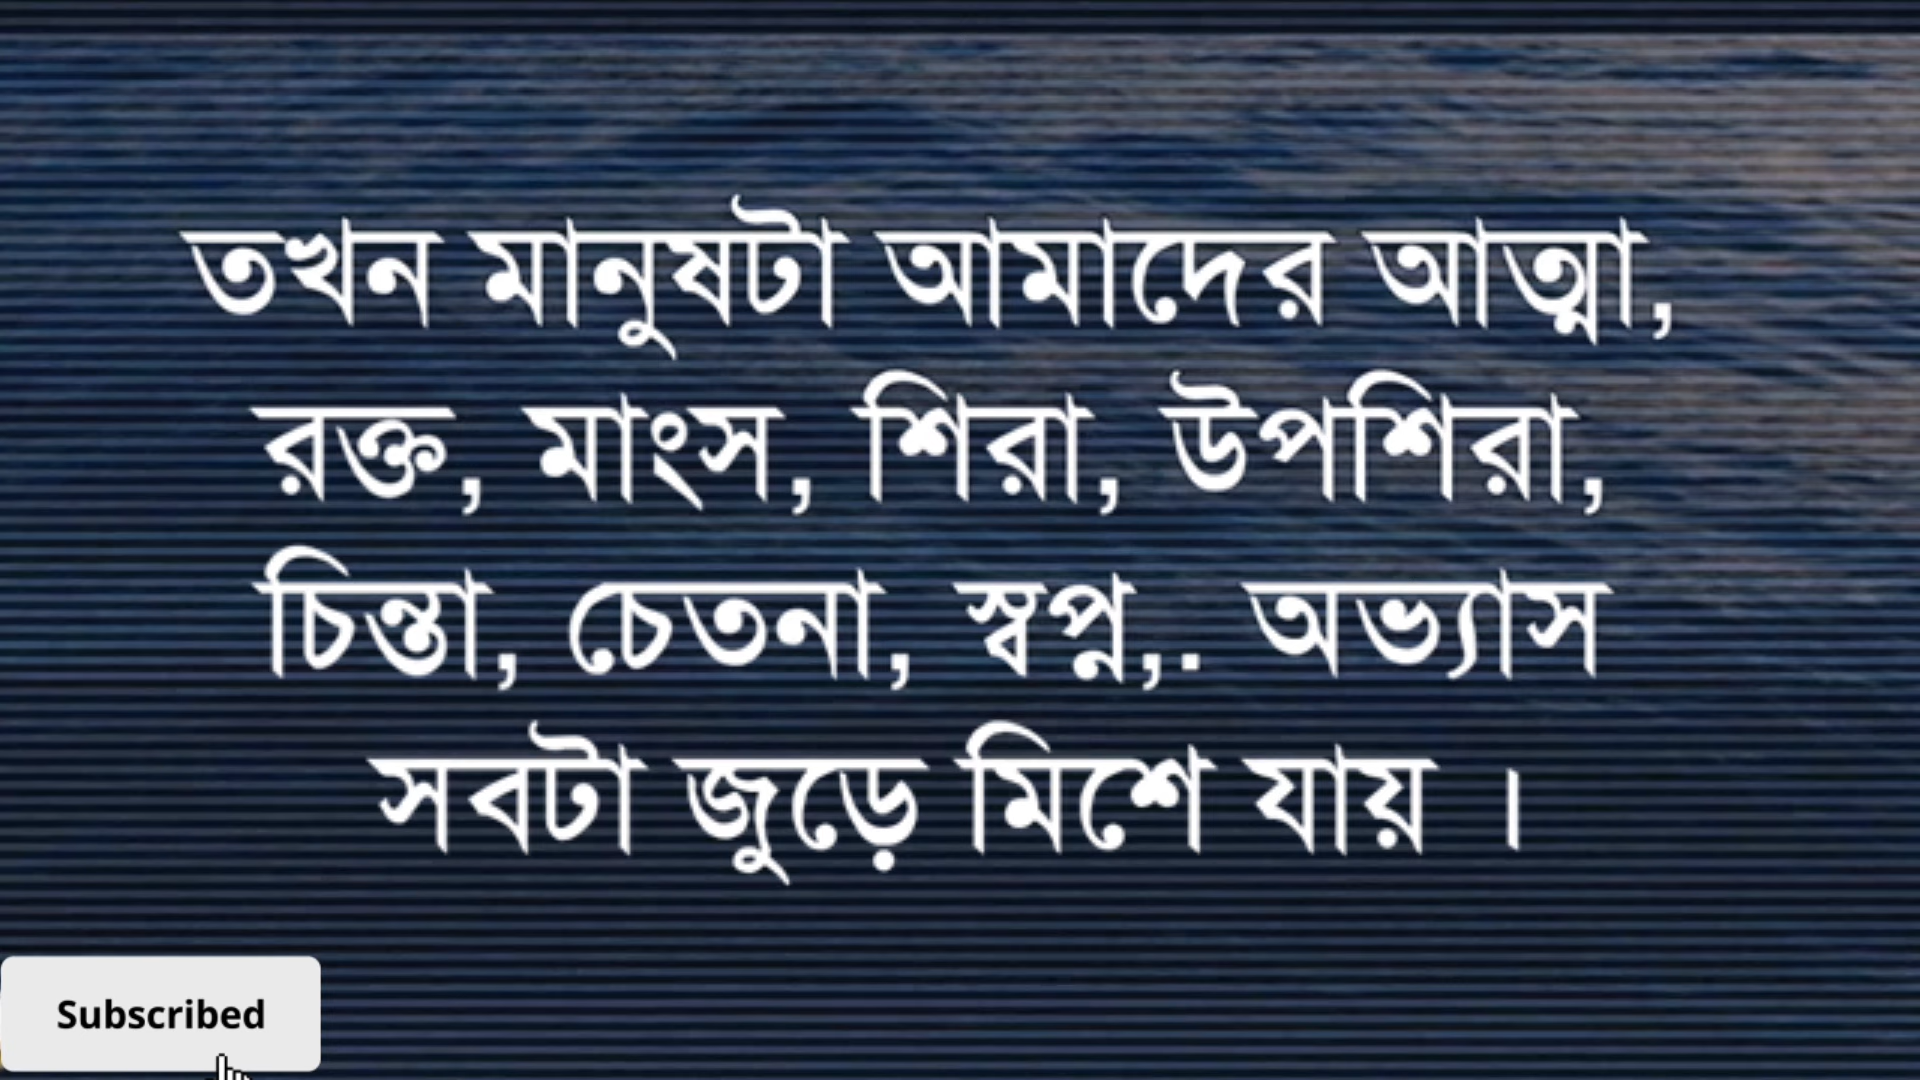 তখন মানুষটা আমাদের আত্মা,
রক্ত, মাংস, শিরা, উপশিরা,
চিন্তা, চেতনা, স্বপ্ন,. অভ্যাস
সবটা জুড়ে মিশে যায় ।
Subscribed